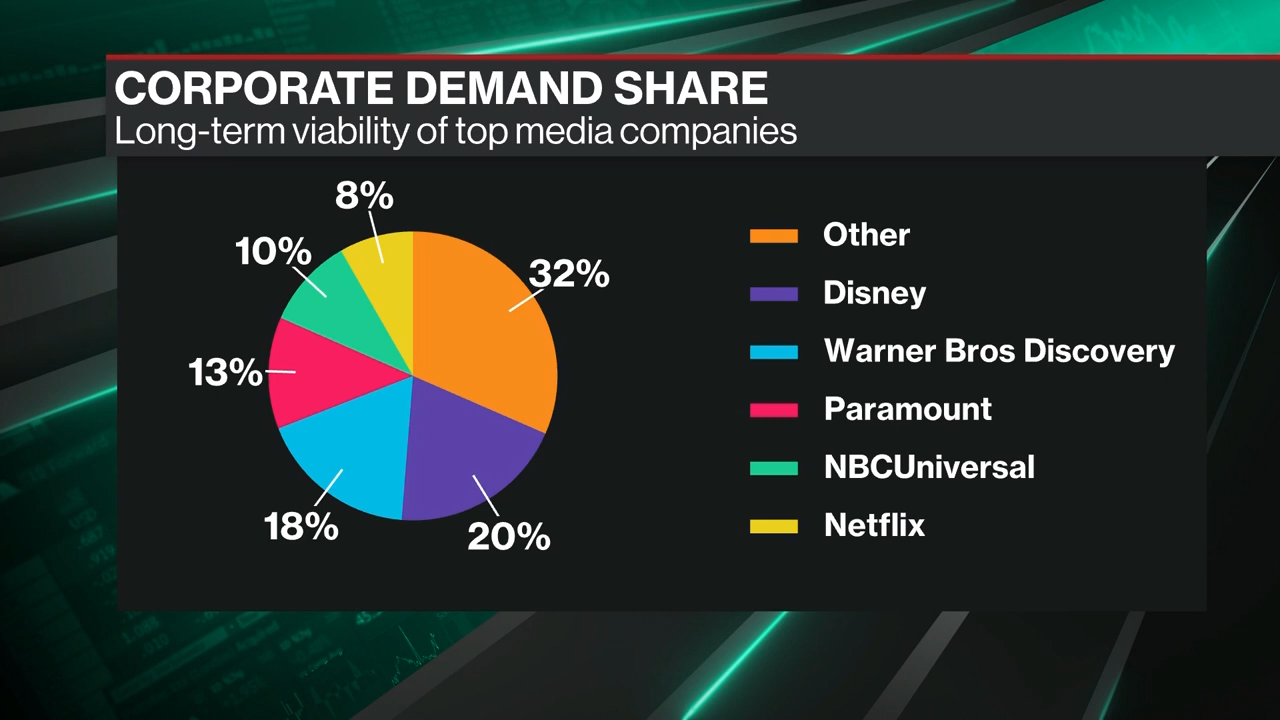 CORPORATE DEMAND SHARE
Long-term viability of top media companies
8%
10%
32%
13%
18%
20%
Other
Disney
Warner Bros Discovery
Paramount
NBCUniversal
Netflix